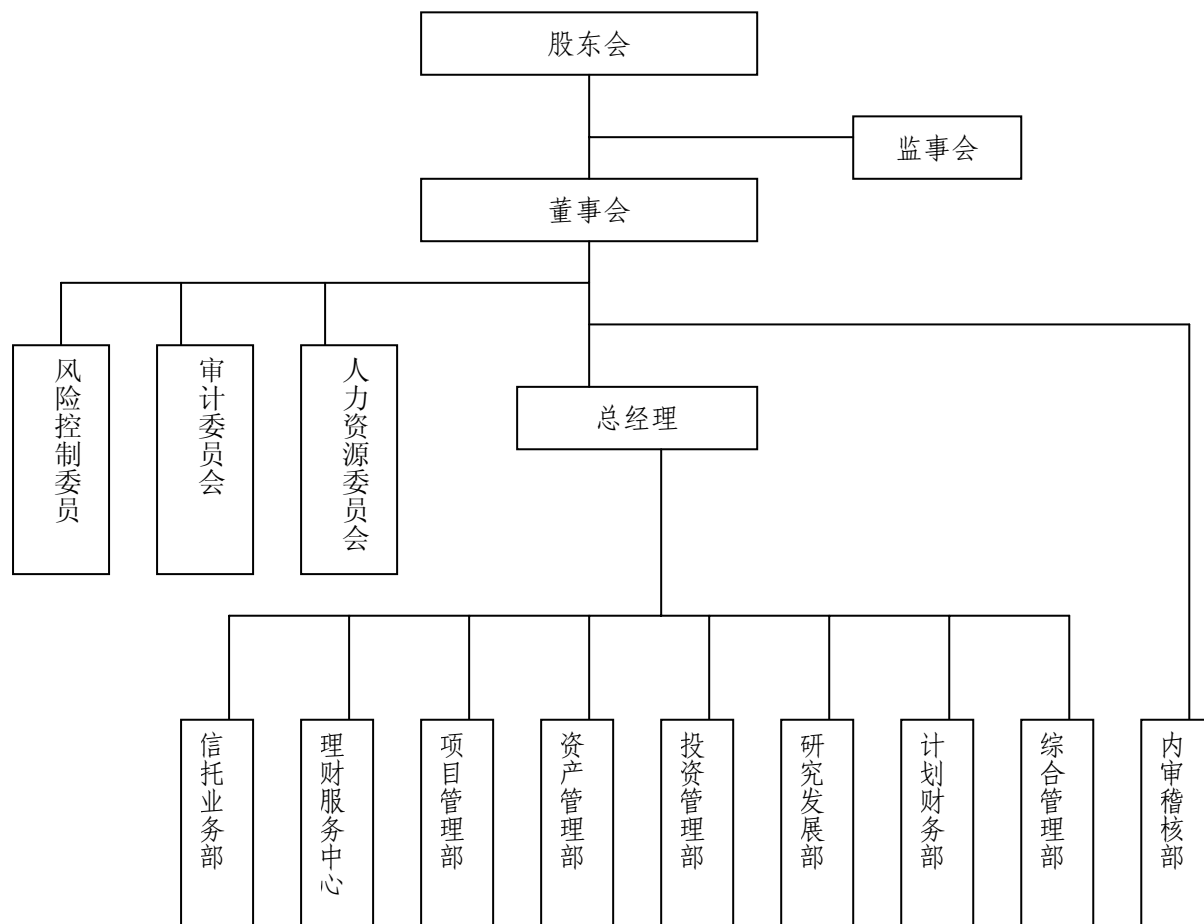 股东会
监事会
董事会
风险控制委员
审计委员会
人力资源委员会
总经理
信托业务部
理财服务中心
项目管理部
资产管理部
投资管理部
研究发展部
计划财务部
综合管理部
内审稽核部